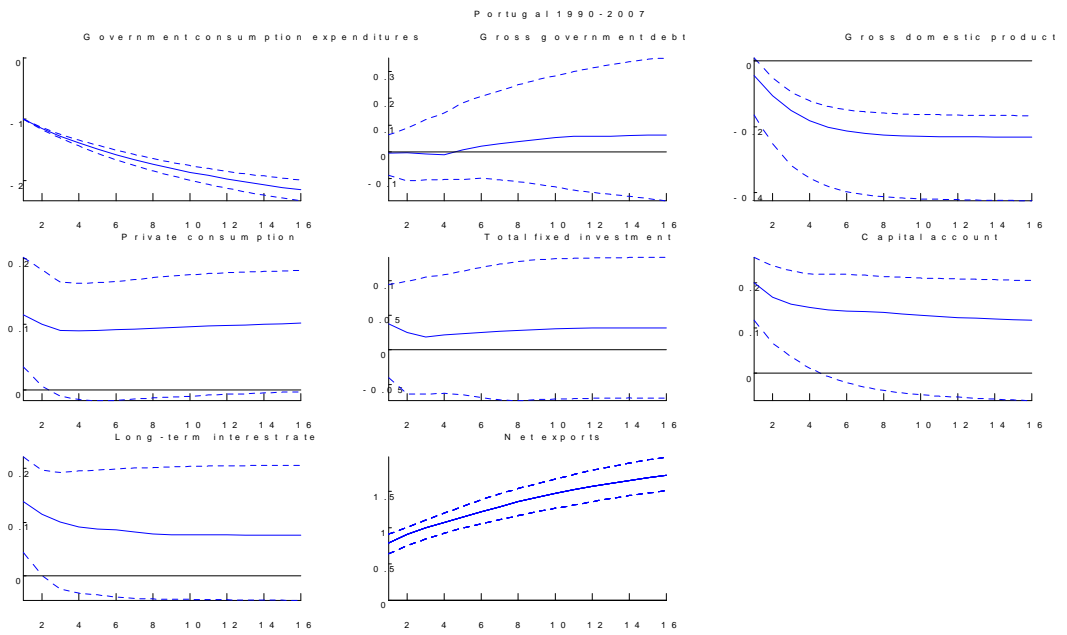 Portugal 1990-2007
Government consumption expenditures
Gross government debt
Gross domestic product
0
-1
-2
2 4 6 8 10 12 14 16
0.3
0.2
0.1
0
-0.1
2 4 6 8 10 12 14 16
0
-0.2
-0.4
2 4 6 8 10 12 14 16
Private consumption
Total fixed investment
Capital account
0.2
0.1
0
2 4 6 8 10 12 14 16
0.1
0.05
0
-0.05
2 4 6 8 10 12 14 16
0.2
0.1
0
2 4 6 8 10 12 14 16
Long-term interest rate
Net exports
0.2
0.1
0
2 4 6 8 10 12 14 16
1.5
1
0.5
0
2 4 6 8 10 12 14 16